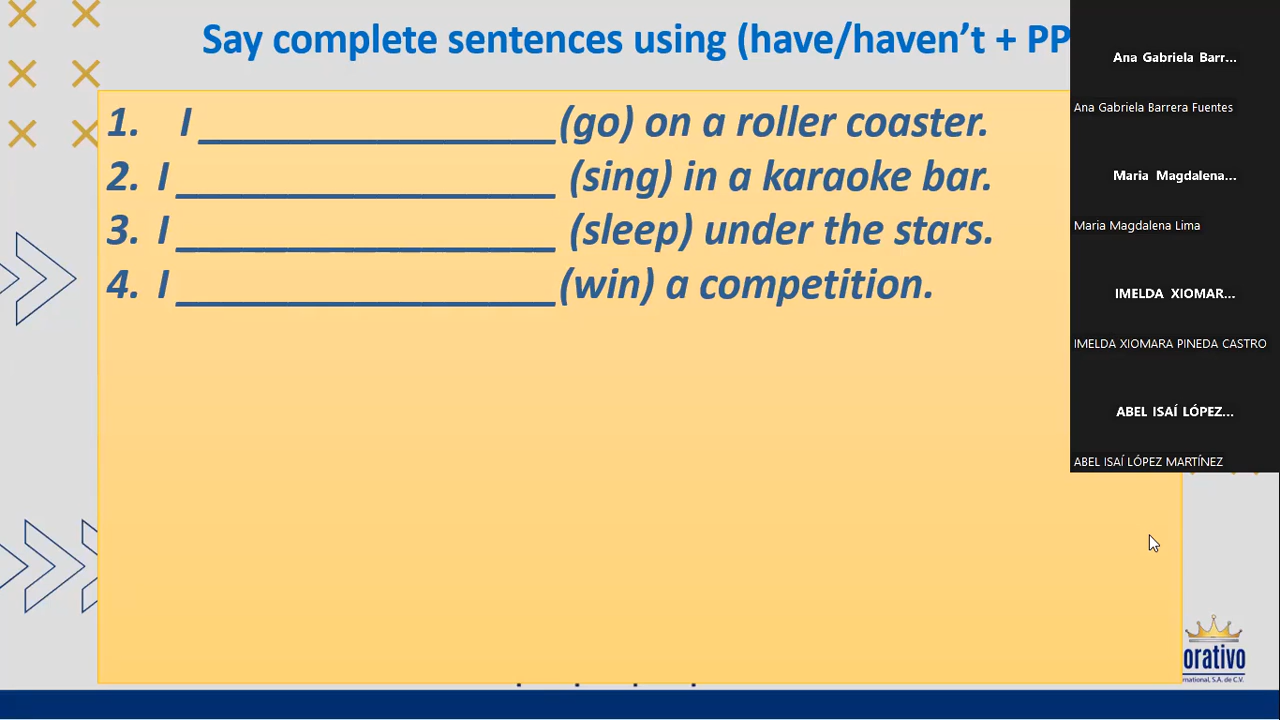 Say complete sentences using (have/haven't + PP
1. I ________________(go) on a roller coaster.
2. I _________________ (sing) in a karaoke bar.
3. I _________________ (sleep) under the stars.
4. I _________________(win) a competition.
Ana Gabriela Barr...
Ana Gabriela Barrera Fuentes
Maria Magdalena...
Maria Magdalena Lima
IMELDA XIOMAR...
IMELDA XIOMARA PINEDA CASTRO
ABEL ISAÍ LÓPEZ...
ABEL ISAÍ LÓPEZ MARTÍNEZ
orativo
rnational, S.A. de C.V.